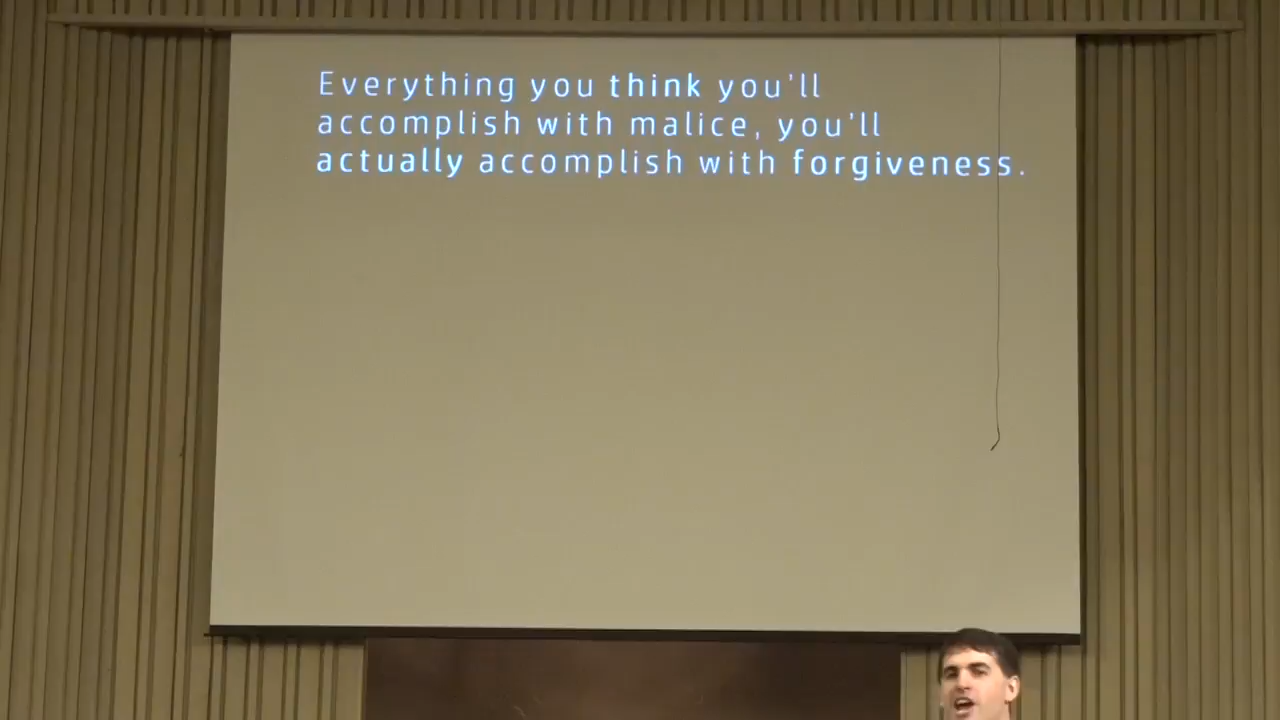 Everything you think you'll
accomplish with malice, you'll
actually accomplish with forgiveness.